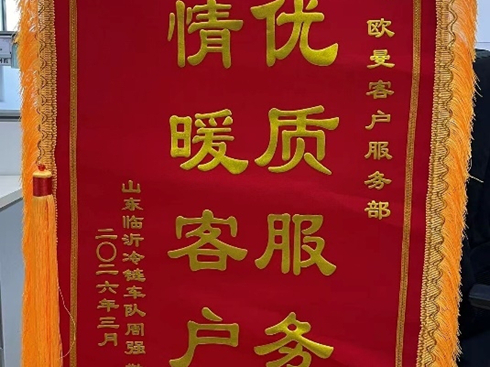 欧曼客户服务部
优质服务
情暖客户
山东临沂冷链车队周强
二〇二六年三月